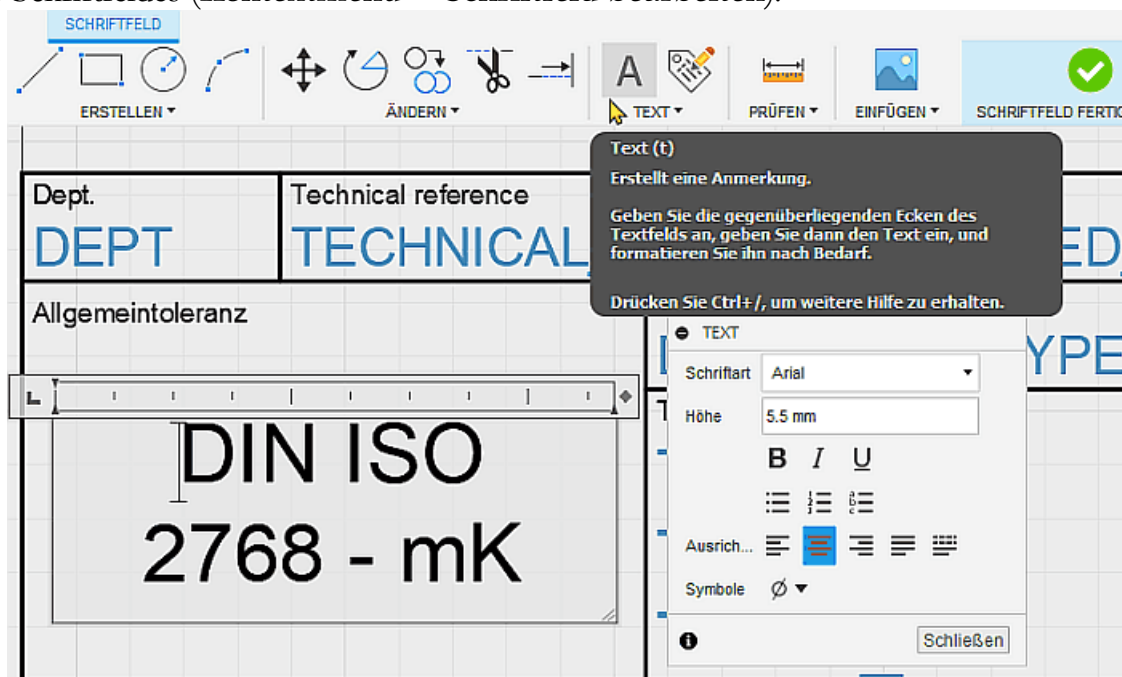 SCHRIFTFELD
ERSTELLEN ▾
ÄNDERN ▾
A
TEXT ▾
PRÜFEN ▾
EINFÜGEN ▾
SCHRIFTFELD
Text (t)
Erstellt eine Anmerkung.
Geben Sie die gegenüberliegenden Ecken des
Textfelds an, geben Sie dann den Text ein, und
formatieren Sie ihn nach Bedarf.
Drücken Sie Ctrl+/, um weitere Hilfe zu erhalten.
Dept.
Technical reference
DEPT
TECHNICAL
Allgemeintoleranz
DIN ISO
2768 - mK
TEXT
Schriftart Arial
Höhe 5.5 mm
B I U
Ausrich...
Symbole Ø ▾
Schließen